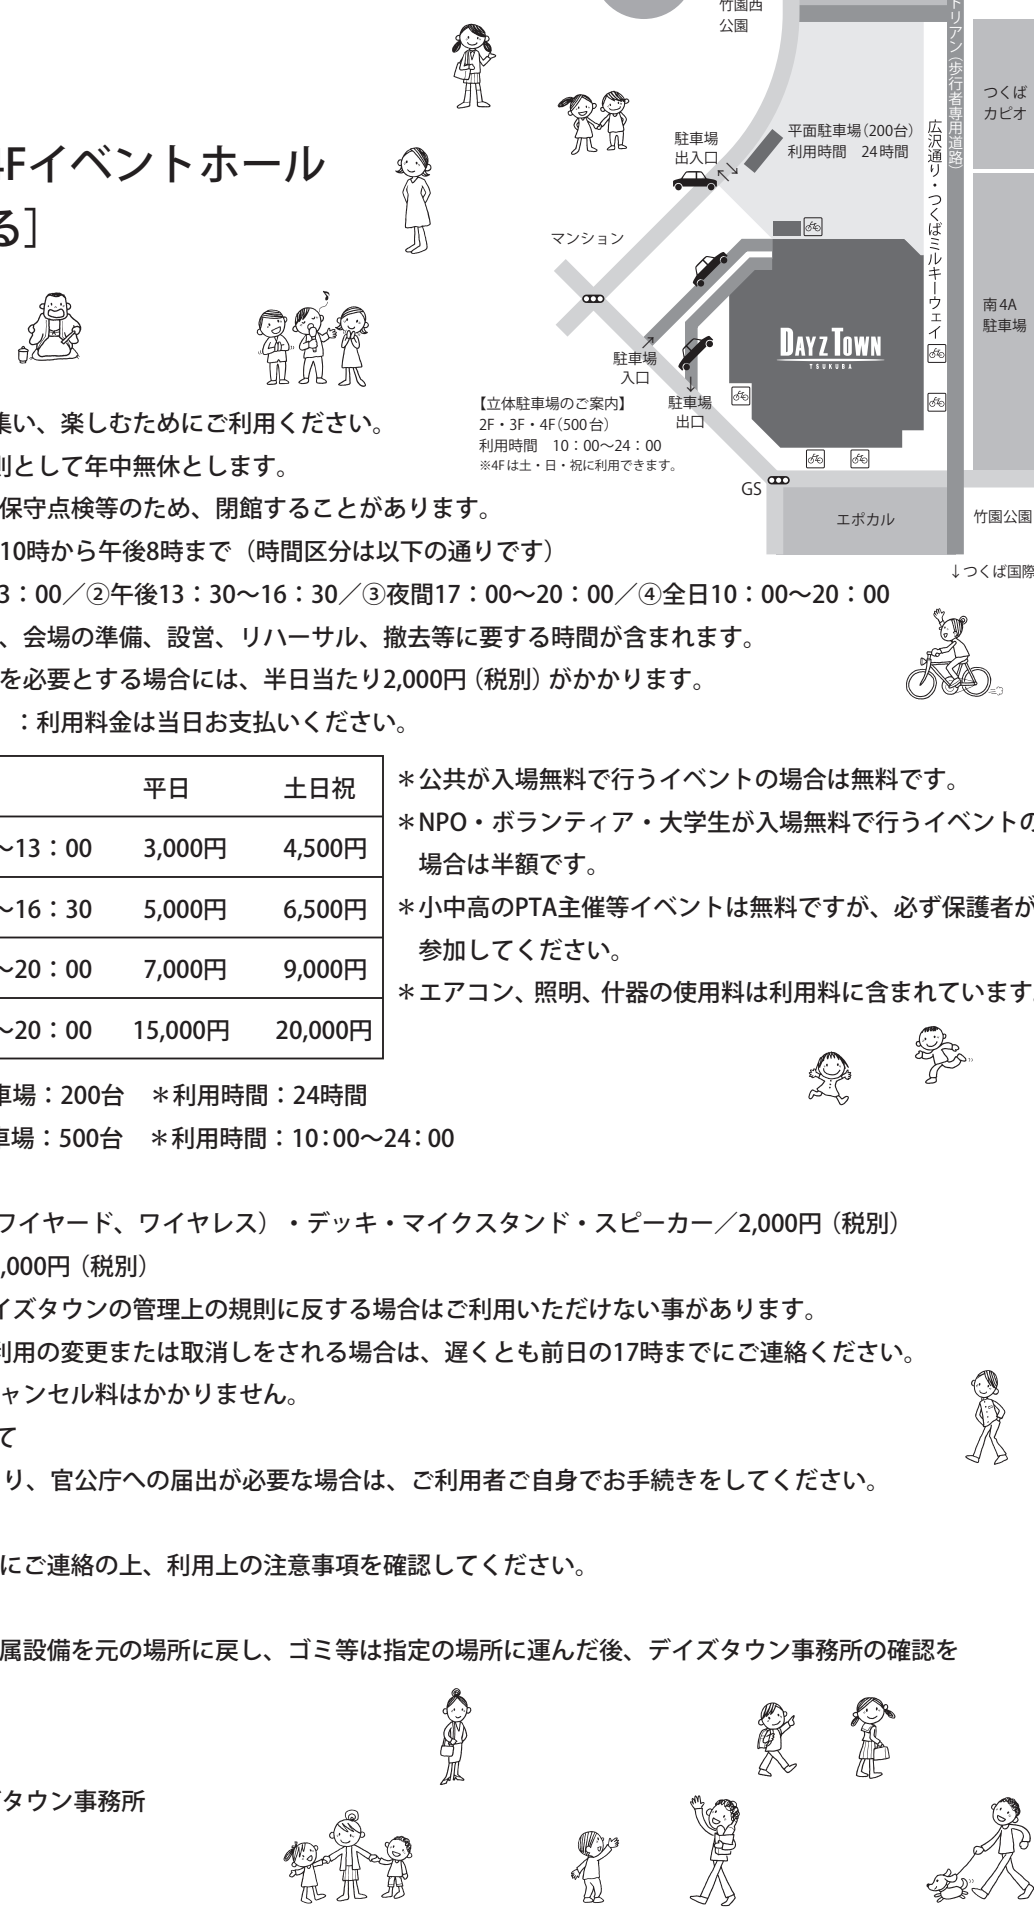 竹園西
公園
トリアン(歩行者専用道路)
つくば
カピオ
広沢通り・つくばミルキーウェイ
平面駐車場(200台)
利用時間　24時間
駐車場
出入口
4Fイベントホール
る］
マンション
南4A
駐車場
DAYZ TOWN
TSUKUBA
駐車場
入口
駐車場
出口
【立体駐車場のご案内】
2F・3F・4F(500台)
利用時間　10：00〜24：00
※4Fは土・日・祝に利用できます。
GS
エポカル
竹園公園
↓つくば国際
集い、楽しむためにご利用ください。
則として年中無休とします。
保守点検等のため、閉館することがあります。
10時から午後8時まで（時間区分は以下の通りです）
3：00／②午後13：30〜16：30／③夜間17：00〜20：00／④全日10：00〜20：00
、会場の準備、設営、リハーサル、撤去等に要する時間が含まれます。
を必要とする場合には、半日当たり2,000円（税別）がかかります。
：利用料金は当日お支払いください。
平日　土日祝
〜13：00　3,000円　4,500円
〜16：30　5,000円　6,500円
〜20：00　7,000円　9,000円
〜20：00　15,000円　20,000円
＊公共が入場無料で行うイベントの場合は無料です。
＊NPO・ボランティア・大学生が入場無料で行うイベントの
場合は半額です。
＊小中高のPTA主催等イベントは無料ですが、必ず保護者が
参加してください。
＊エアコン、照明、什器の使用料は利用料に含まれています。
車場：200台　＊利用時間：24時間
車場：500台　＊利用時間：10：00〜24：00
ワイヤード、ワイヤレス）・デッキ・マイクスタンド・スピーカー／2,000円（税別）
,000円（税別）
イズタウンの管理上の規則に反する場合はご利用いただけない事があります。
利用の変更または取消しをされる場合は、遅くとも前日の17時までにご連絡ください。
ャンセル料はかかりません。
て
り、官公庁への届出が必要な場合は、ご利用者ご自身でお手続きをしてください。
にご連絡の上、利用上の注意事項を確認してください。
属設備を元の場所に戻し、ゴミ等は指定の場所に運んだ後、デイズタウン事務所の確認を
タウン事務所